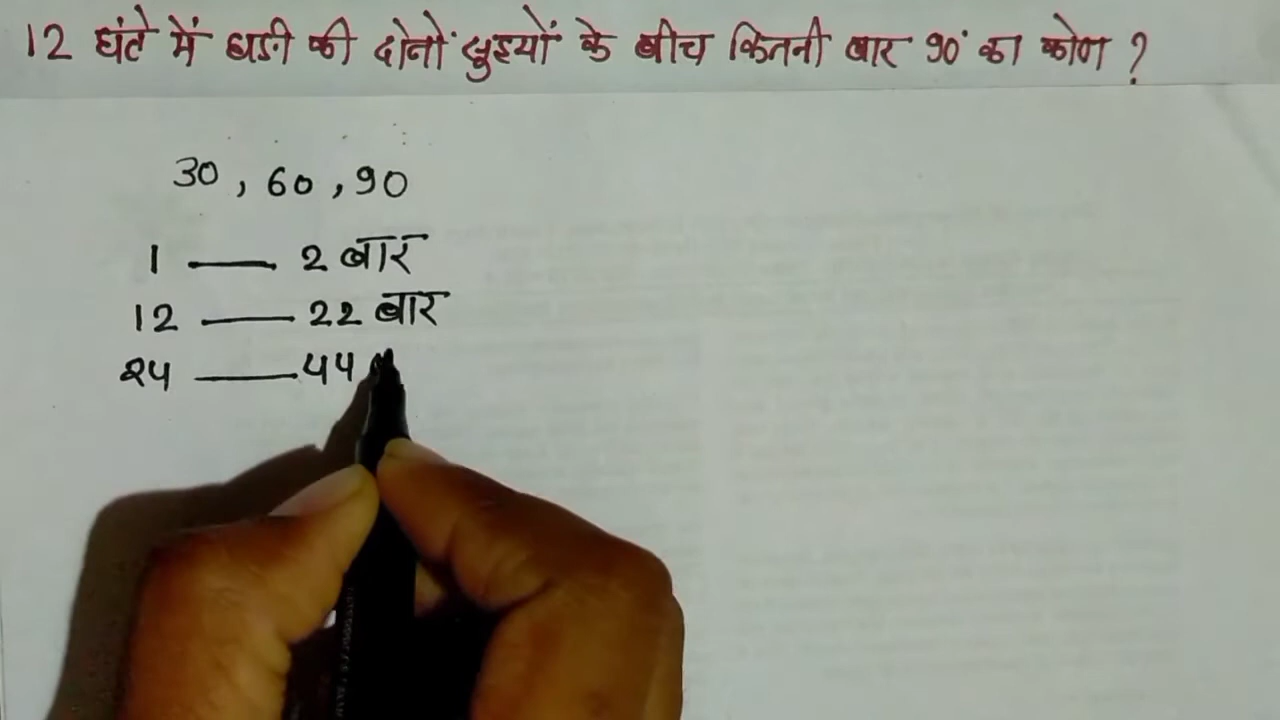 12 घंटे में घडी की दोनों सुइयों के बीच कितनी बार 90° का कोण ?
30 , 60 , 90
1 — 2 बार
12 — 22 बार
24 — 44